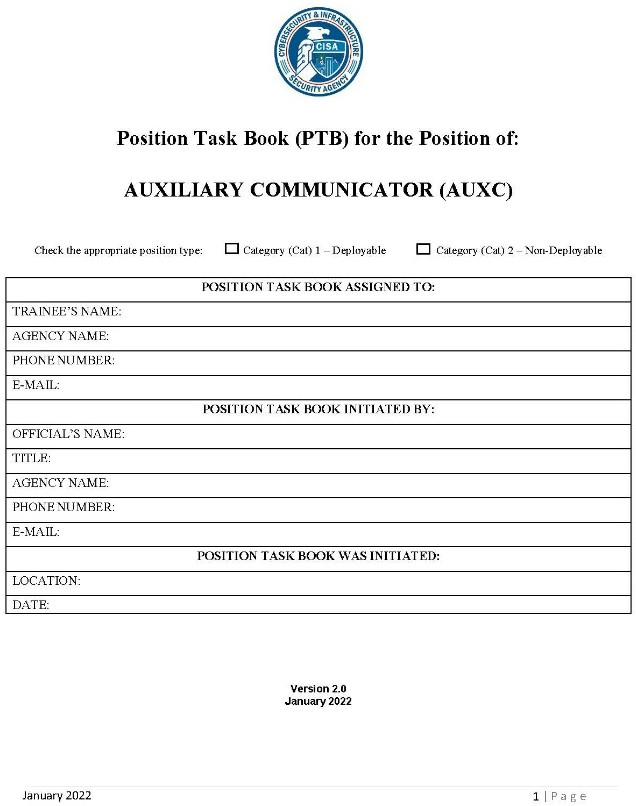 CYBERSECURITY & INFRASTRUCTURE
CISA
SECURITY AGENCY
Position Task Book (PTB) for the Position of:
AUXILIARY COMMUNICATOR (AUXC)
Check the appropriate position type: Category (Cat) 1 – Deployable Category (Cat) 2 – Non-Deployable
POSITION TASK BOOK ASSIGNED TO:
TRAINEE'S NAME:
AGENCY NAME:
PHONE NUMBER:
E-MAIL:
POSITION TASK BOOK INITIATED BY:
OFFICIAL'S NAME:
TITLE:
AGENCY NAME:
PHONE NUMBER:
E-MAIL:
POSITION TASK BOOK WAS INITIATED:
LOCATION:
DATE:
Version 2.0
January 2022
January 2022 1 | Page